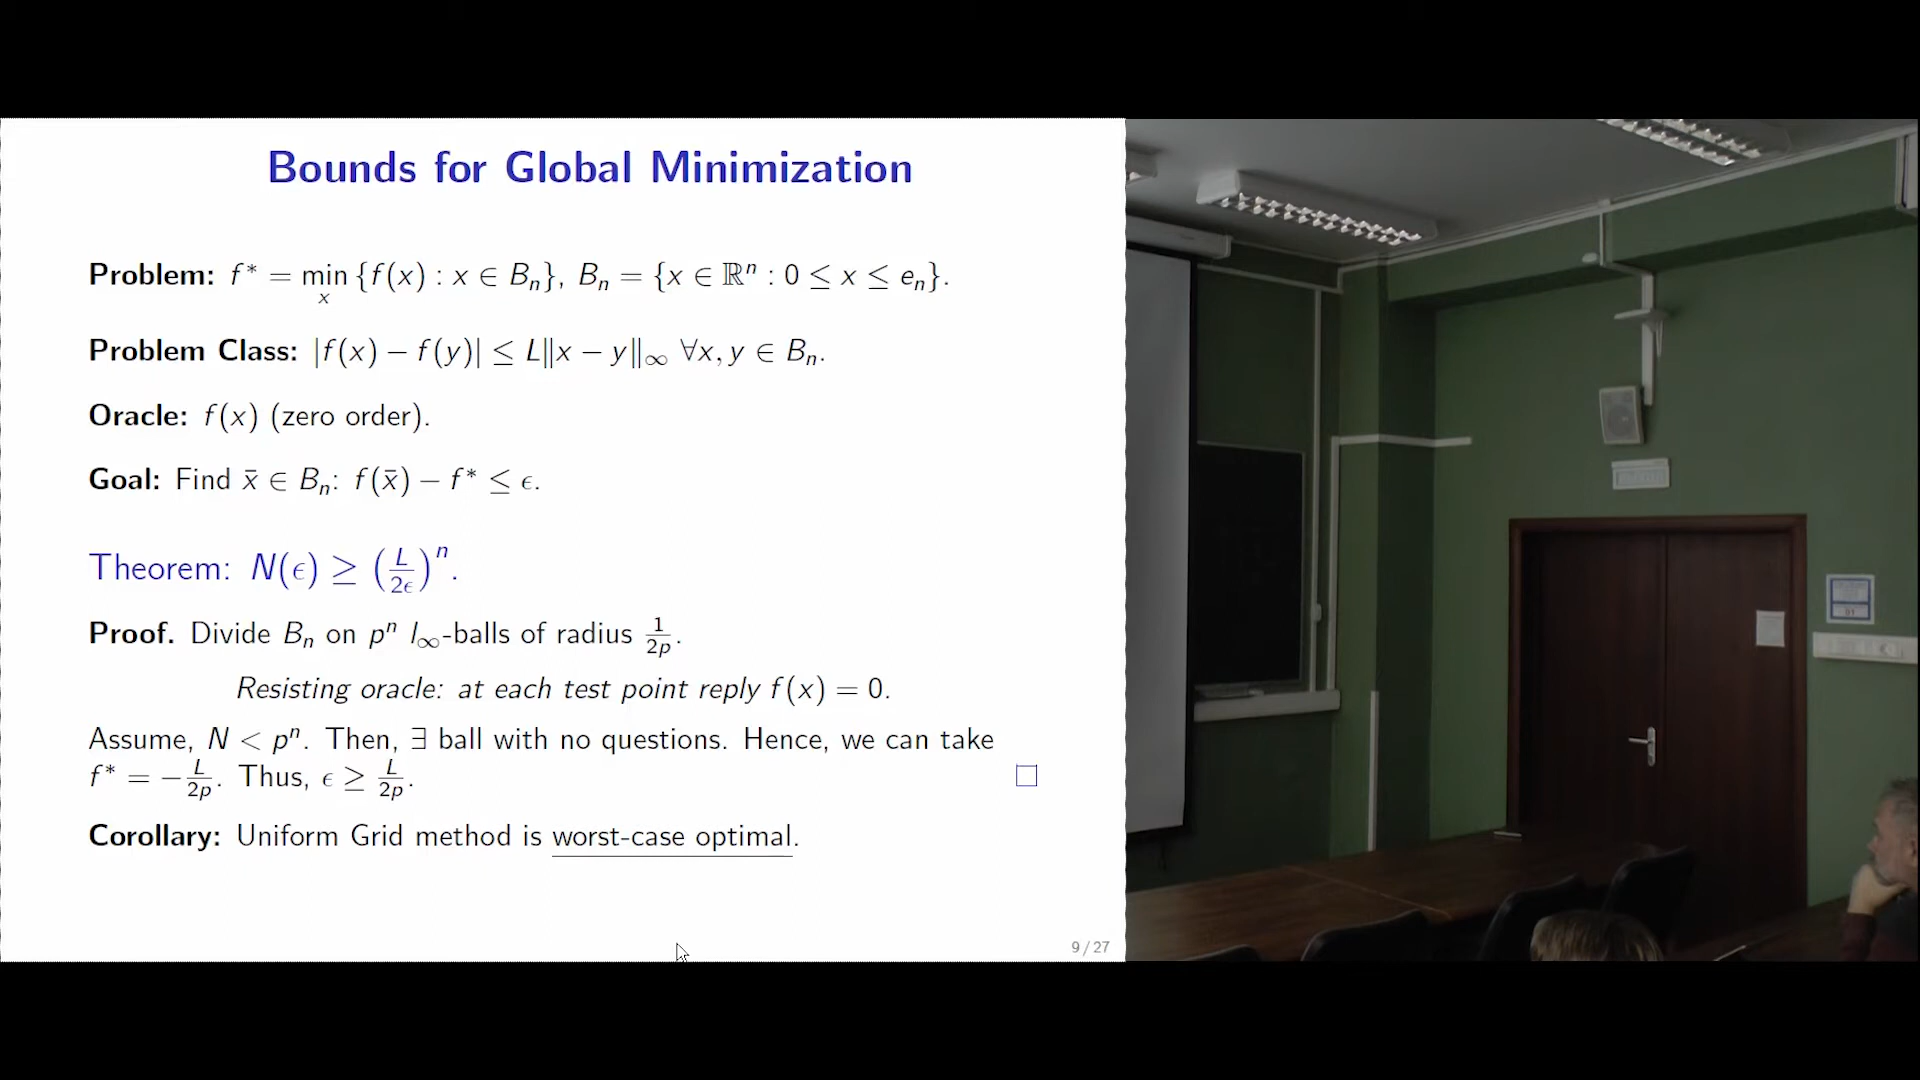 Bounds for Global Minimization
Problem: f* = min_x {f(x) : x ∈ B_n}, B_n = {x ∈ ℝ^n : 0 ≤ x ≤ e_n}.
Problem Class: |f(x) − f(y)| ≤ L‖x − y‖_∞ ∀x, y ∈ B_n.
Oracle: f(x) (zero order).
Goal: Find x̄ ∈ B_n: f(x̄) − f* ≤ ϵ.
Theorem: N(ϵ) ≥ (L/2ϵ)^n.
Proof. Divide B_n on p^n l_∞-balls of radius 1/2p.
Resisting oracle: at each test point reply f(x) = 0.
Assume, N < p^n. Then, ∃ ball with no questions. Hence, we can take
f* = −L/2p. Thus, ϵ ≥ L/2p. □
Corollary: Uniform Grid method is worst-case optimal.
9 / 27